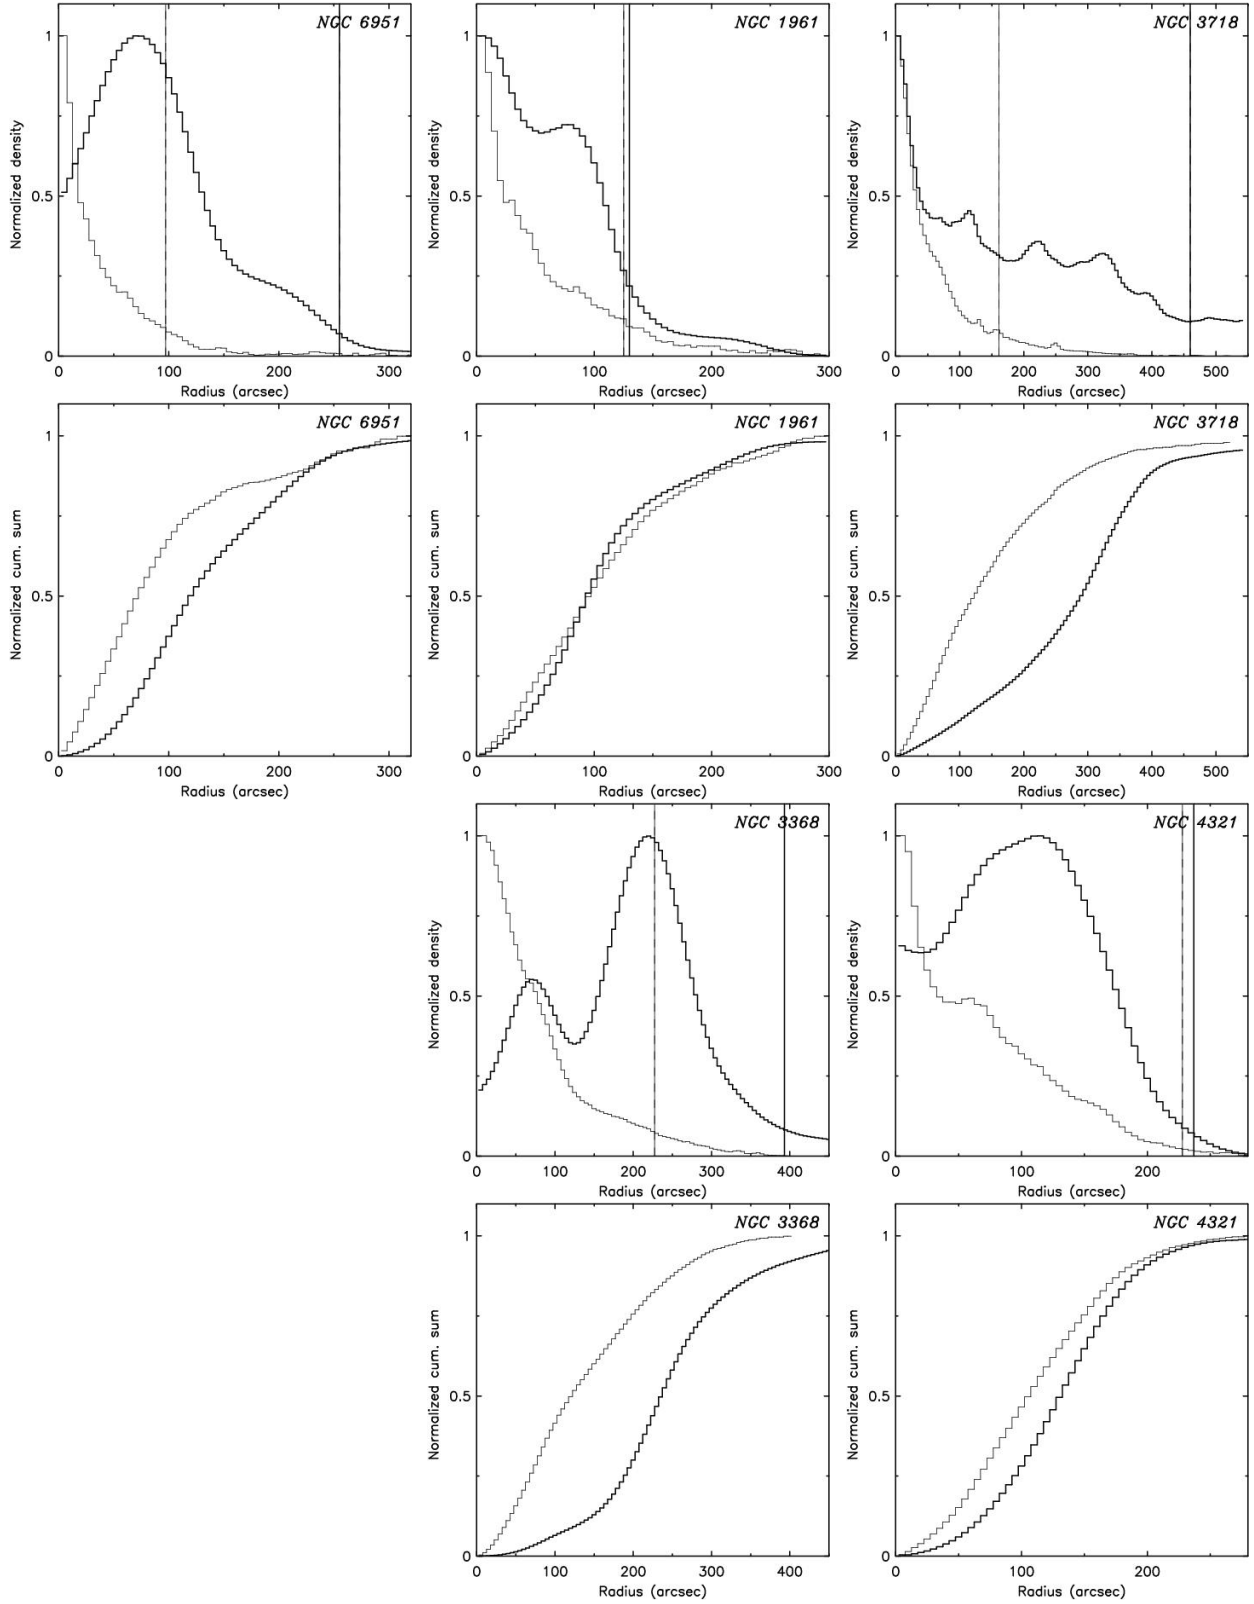 NGC 6951
1
0.5
0
Normalized density
0 100 200 300
Radius (arcsec)
NGC 1961
1
0.5
0
Normalized density
0 100 200 300
Radius (arcsec)
NGC 3718
1
0.5
0
Normalized density
0 100 200 300 400 500
Radius (arcsec)
NGC 6951
1
0.5
0
Normalized cum. sum
0 100 200 300
Radius (arcsec)
NGC 1961
1
0.5
0
Normalized cum. sum
0 100 200 300
Radius (arcsec)
NGC 3718
1
0.5
0
Normalized cum. sum
0 100 200 300 400 500
Radius (arcsec)
NGC 3368
1
0.5
0
Normalized density
0 100 200 300 400
Radius (arcsec)
NGC 4321
1
0.5
0
Normalized density
0 100 200
Radius (arcsec)
NGC 3368
1
0.5
0
Normalized cum. sum
0 100 200 300 400
Radius (arcsec)
NGC 4321
1
0.5
0
Normalized cum. sum
0 100 200
Radius (arcsec)